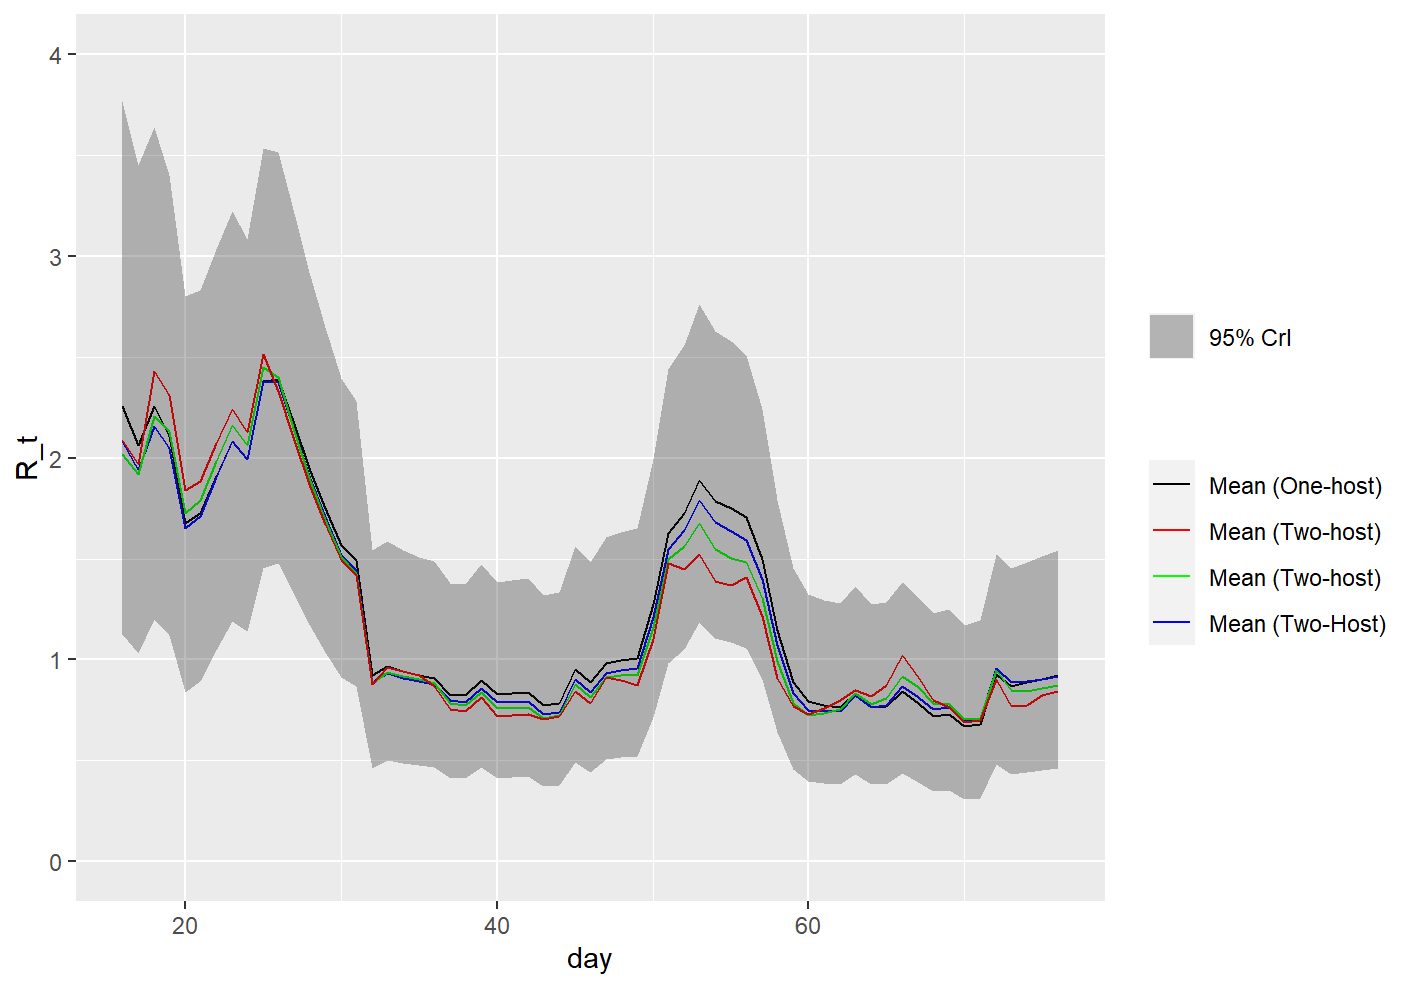 4
3
2
1
0
R_t
20
40
60
day
95% CrI
Mean (One-host)
Mean (Two-host)
Mean (Two-host)
Mean (Two-Host)